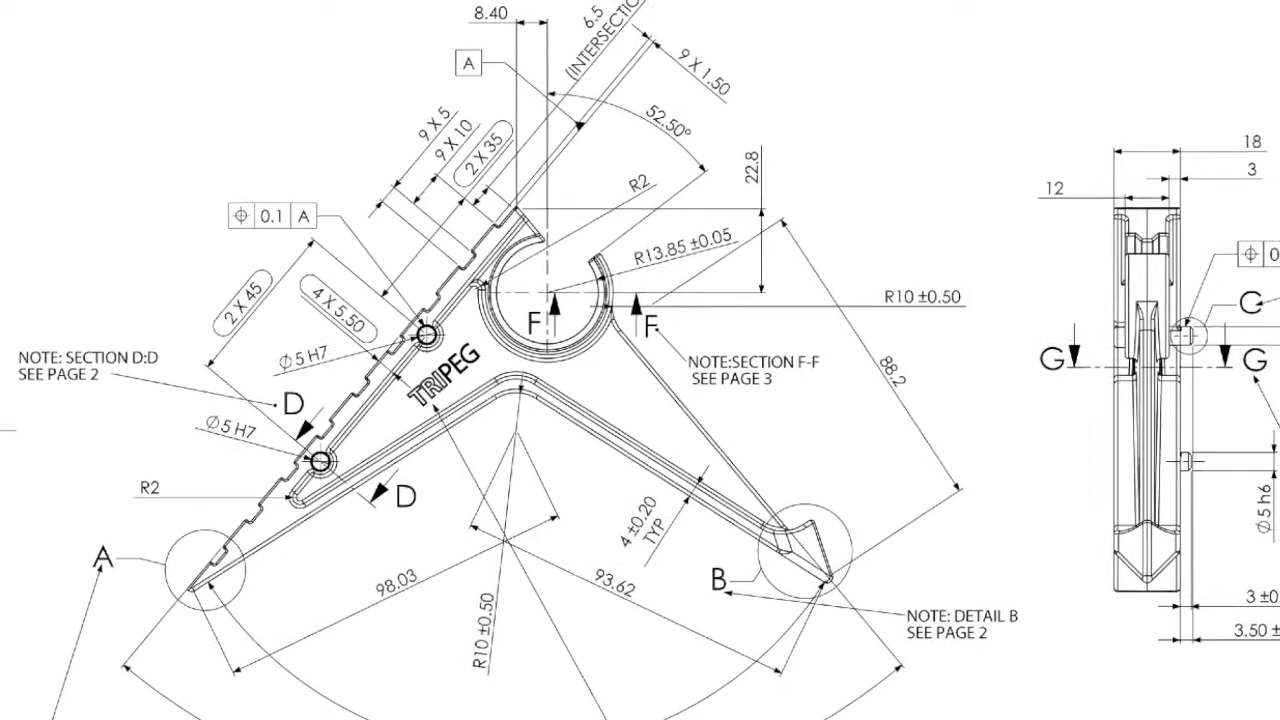 8.40
6.5
(INTERSECTIO
A
9 X 1.50
9 X 5
9 X 10
2 X 35
52.50°
22.8
R2
18
3
12
⌖ 0.1 A
R13.85 ±0.05
2 X 45
4 X 5.50
⌖ 0
R10 ±0.50
F F
C
Ø5 H7
NOTE: SECTION D:D
SEE PAGE 2
TRIPEG
NOTE:SECTION F-F
SEE PAGE 3
88.2
G G
D
Ø5 H7
R2
D
4 ±0.20
TYP
Ø5 h6
A
98.03
93.62
B
R10 ±0.50
NOTE: DETAIL B
SEE PAGE 2
3 ±0
3.50 ±